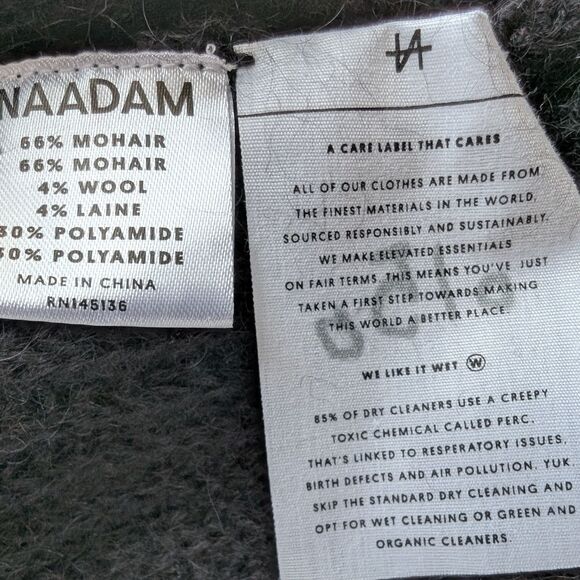 NAADAM
66% MOHAIR
66% MOHAIR
4% WOOL
4% LAINE
30% POLYAMIDE
30% POLYAMIDE
MADE IN CHINA
RN145136
A CARE LABEL THAT CARES
ALL OF OUR CLOTHES ARE MADE FROM
THE FINEST MATERIALS IN THE WORLD,
SOURCED RESPONSIBLY AND SUSTAINABLY.
WE MAKE ELEVATED ESSENTIALS
ON FAIR TERMS. THIS MEANS YOU'VE JUST
TAKEN A FIRST STEP TOWARDS MAKING
THIS WORLD A BETTER PLACE.
WE LIKE IT WET W
85% OF DRY CLEANERS USE A CREEPY
TOXIC CHEMICAL CALLED PERC.
THAT'S LINKED TO RESPERATORY ISSUES,
BIRTH DEFECTS AND AIR POLLUTION. YUK.
SKIP THE STANDARD DRY CLEANING AND
OPT FOR WET CLEANING OR GREEN AND
ORGANIC CLEANERS.